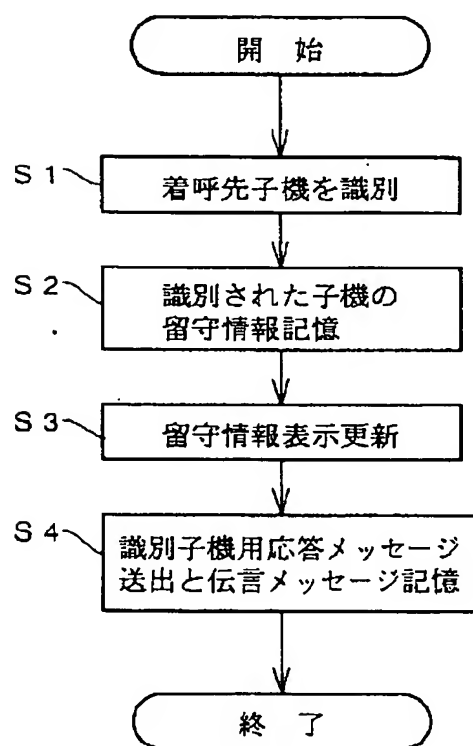 開 始
S 1
着呼先子機を識別
S 2
識別された子機の
留守情報記憶
S 3
留守情報表示更新
S 4
識別子機用応答メッセージ
送出と伝言メッセージ記憶
終 了